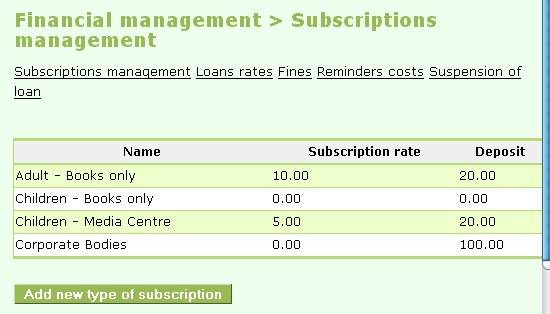 Financial management > Subscriptions
management
Subscriptions management Loans rates Fines Reminders costs Suspension of
loan
Name Subscription rate Deposit
Adult - Books only 10.00 20.00
Children - Books only 0.00 0.00
Children - Media Centre 5.00 20.00
Corporate Bodies 0.00 100.00
Add new type of subscription